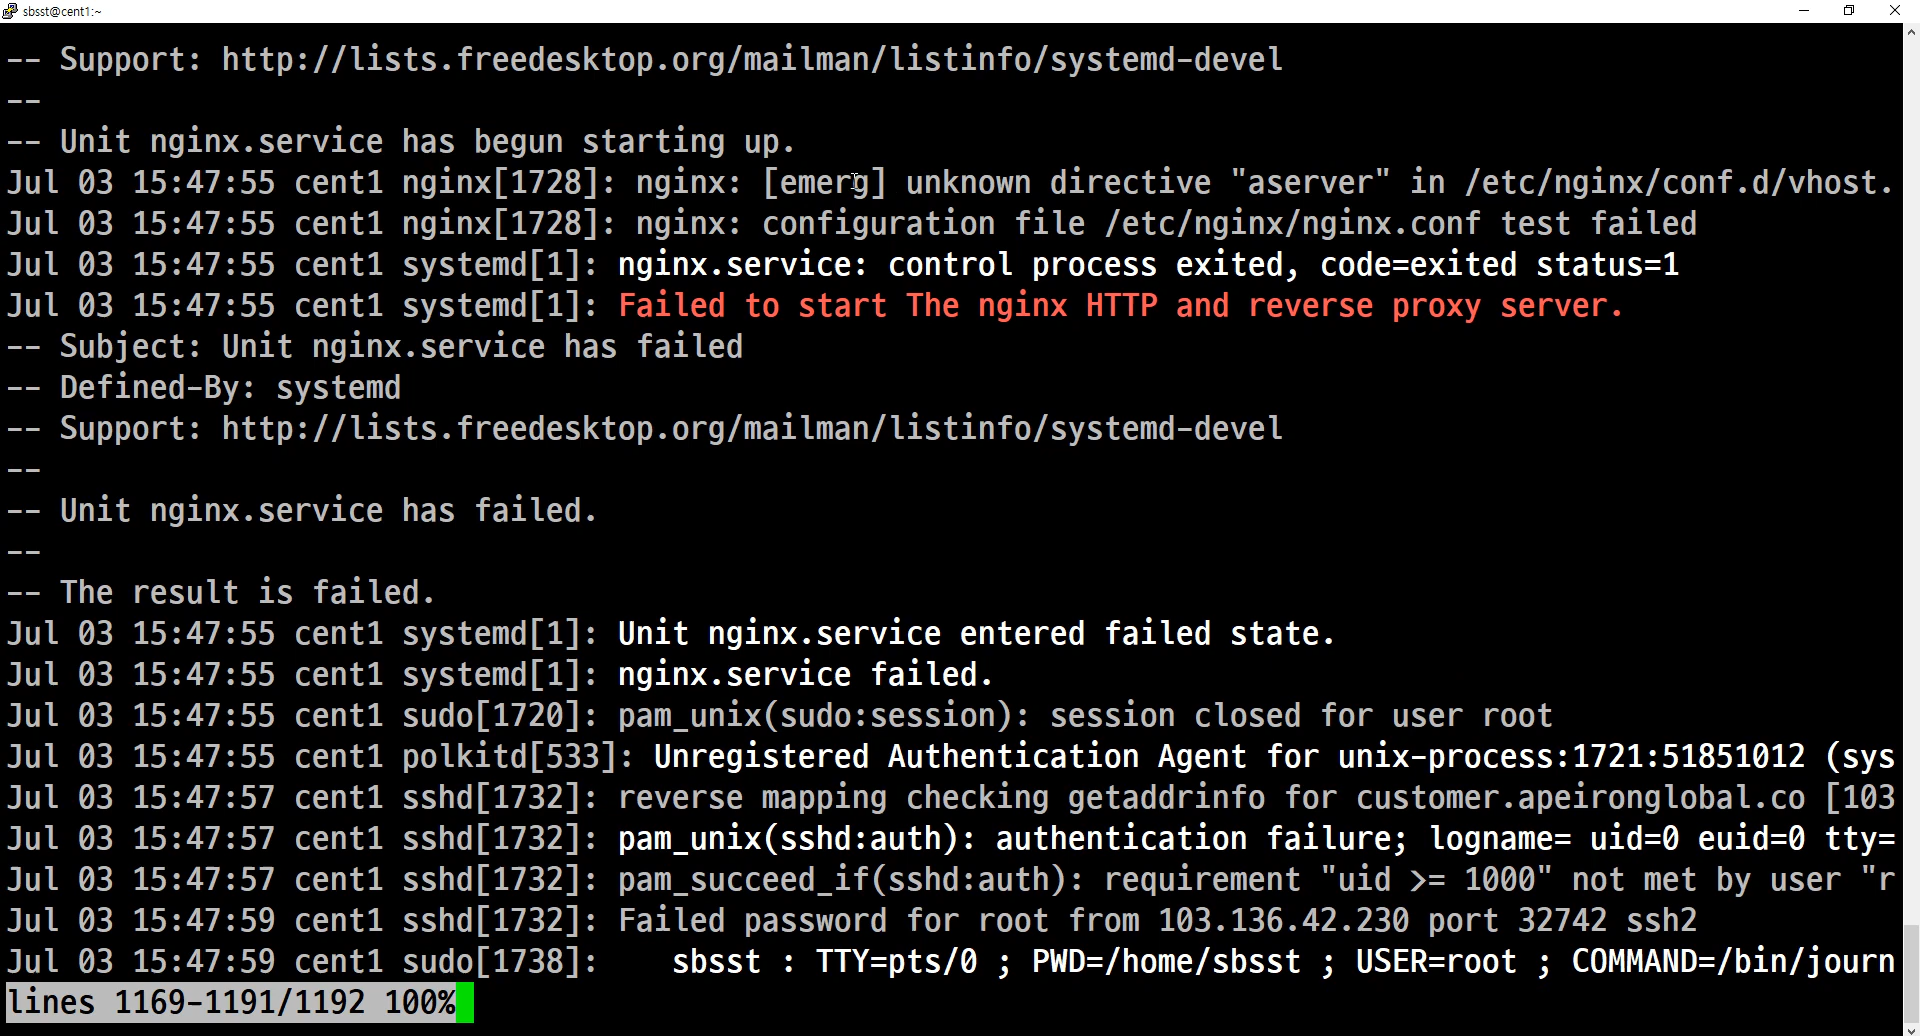 sbsst@cent1:~
-- Support: http://lists.freedesktop.org/mailman/listinfo/systemd-devel
--
-- Unit nginx.service has begun starting up.
Jul 03 15:47:55 cent1 nginx[1728]: nginx: [emerg] unknown directive "aserver" in /etc/nginx/conf.d/vhost.
Jul 03 15:47:55 cent1 nginx[1728]: nginx: configuration file /etc/nginx/nginx.conf test failed
Jul 03 15:47:55 cent1 systemd[1]: nginx.service: control process exited, code=exited status=1
Jul 03 15:47:55 cent1 systemd[1]: Failed to start The nginx HTTP and reverse proxy server.
-- Subject: Unit nginx.service has failed
-- Defined-By: systemd
-- Support: http://lists.freedesktop.org/mailman/listinfo/systemd-devel
--
-- Unit nginx.service has failed.
--
-- The result is failed.
Jul 03 15:47:55 cent1 systemd[1]: Unit nginx.service entered failed state.
Jul 03 15:47:55 cent1 systemd[1]: nginx.service failed.
Jul 03 15:47:55 cent1 sudo[1720]: pam_unix(sudo:session): session closed for user root
Jul 03 15:47:55 cent1 polkitd[533]: Unregistered Authentication Agent for unix-process:1721:51851012 (sys
Jul 03 15:47:57 cent1 sshd[1732]: reverse mapping checking getaddrinfo for customer.apeironglobal.co [103
Jul 03 15:47:57 cent1 sshd[1732]: pam_unix(sshd:auth): authentication failure; logname= uid=0 euid=0 tty=
Jul 03 15:47:57 cent1 sshd[1732]: pam_succeed_if(sshd:auth): requirement "uid >= 1000" not met by user "r
Jul 03 15:47:59 cent1 sshd[1732]: Failed password for root from 103.136.42.230 port 32742 ssh2
Jul 03 15:47:59 cent1 sudo[1738]:    sbsst : TTY=pts/0 ; PWD=/home/sbsst ; USER=root ; COMMAND=/bin/journ
lines 1169-1191/1192 100%